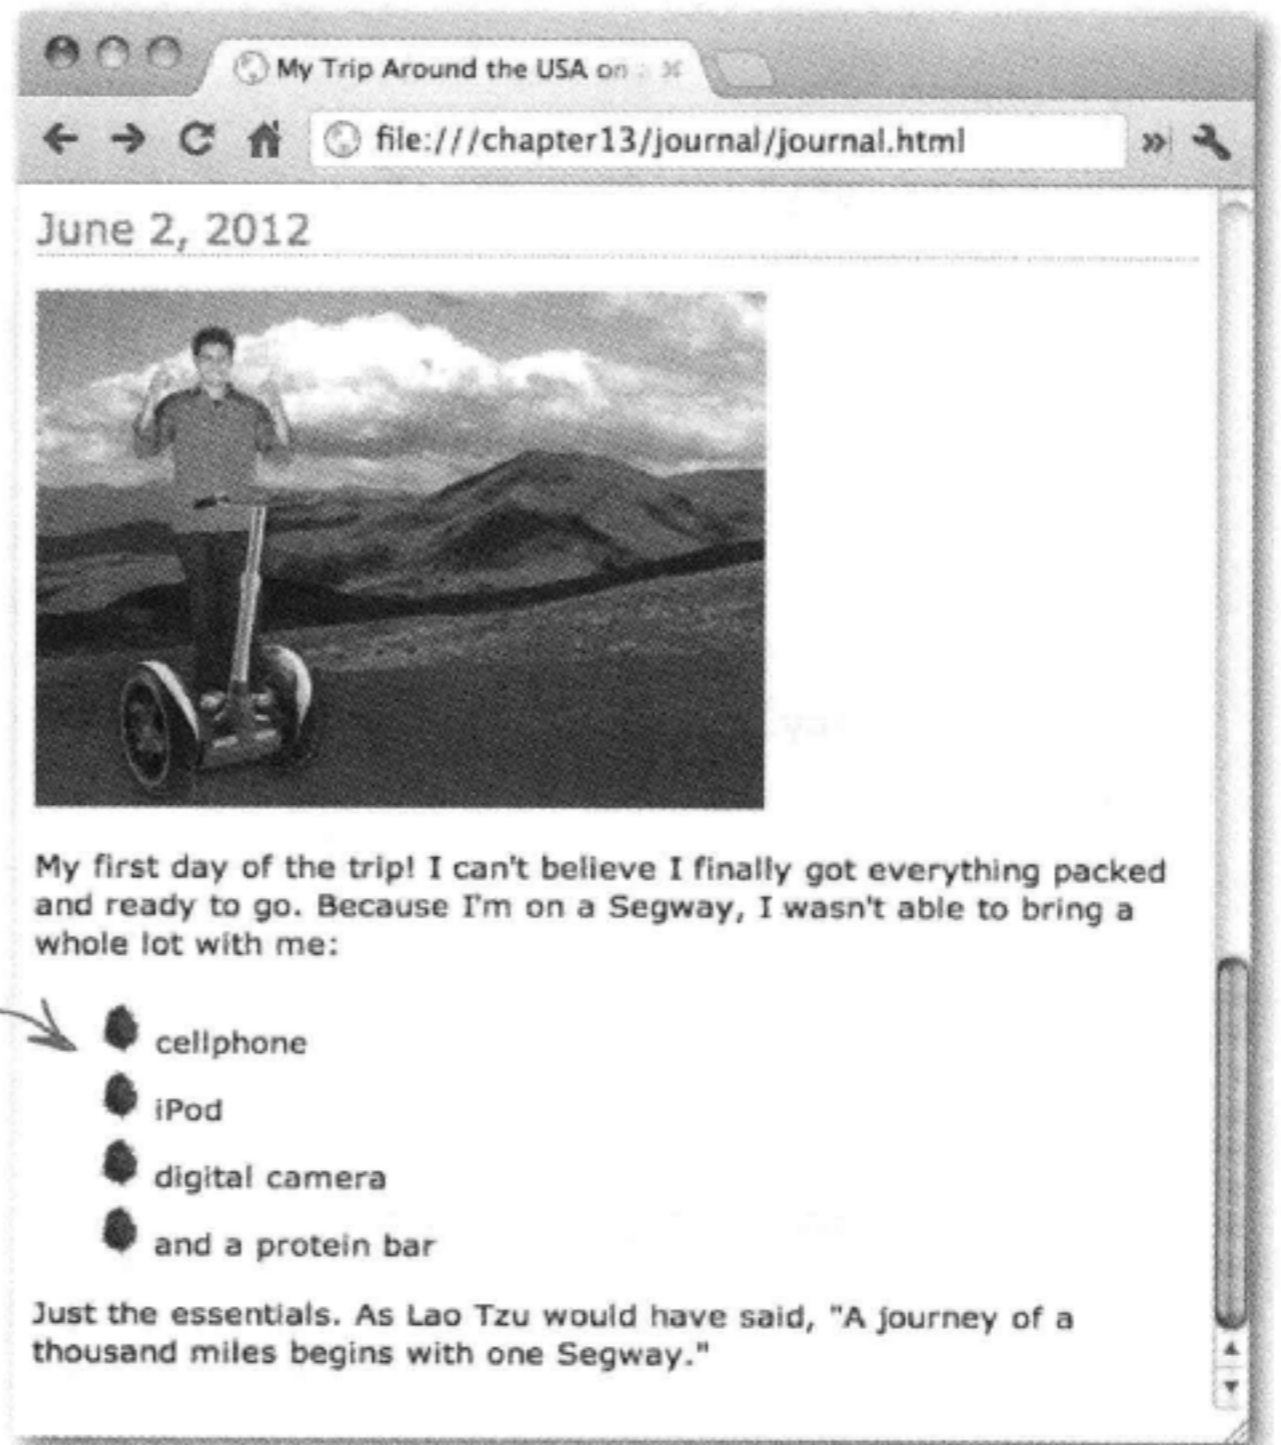 My Trip Around the USA on
file:///chapter13/journal/journal.html
June 2, 2012
My first day of the trip! I can't believe I finally got everything packed
and ready to go. Because I'm on a Segway, I wasn't able to bring a
whole lot with me:
cellphone
iPod
digital camera
and a protein bar
Just the essentials. As Lao Tzu would have said, "A journey of a
thousand miles begins with one Segway."